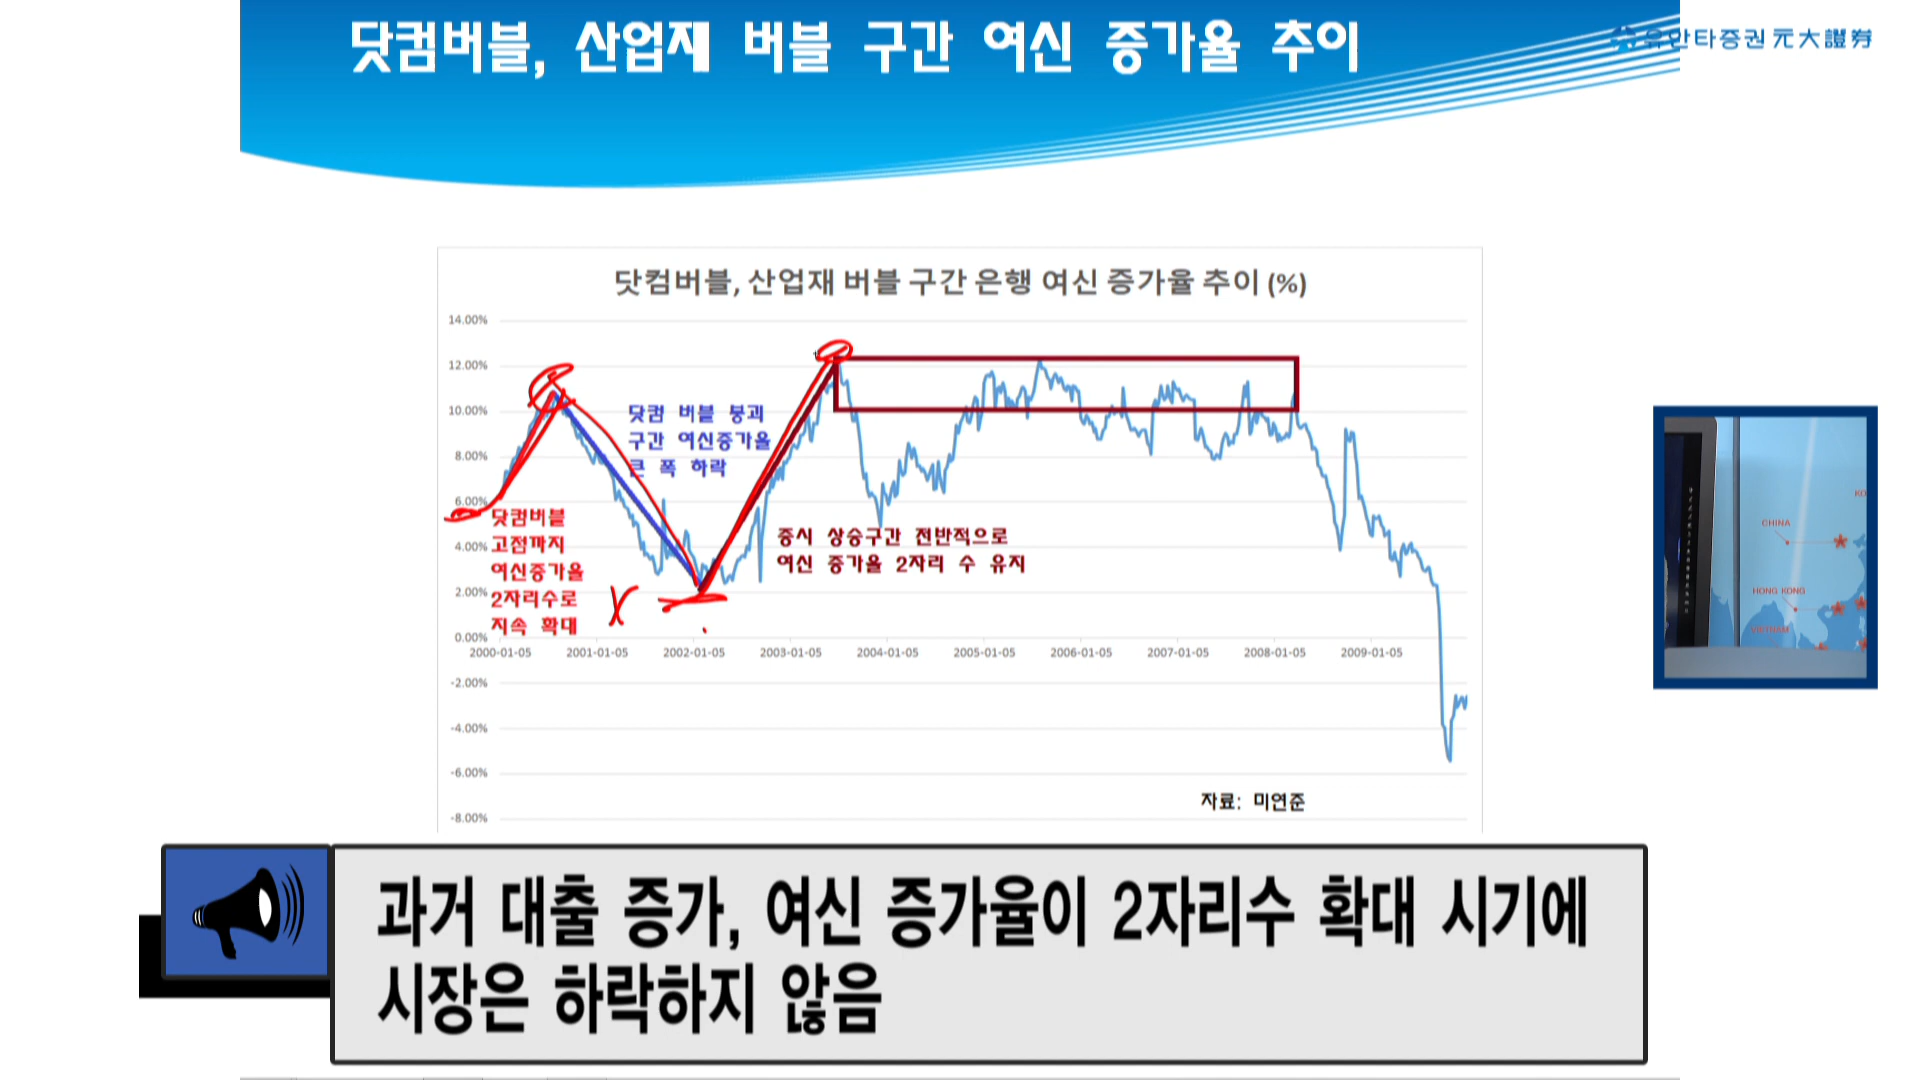 닷컴버블, 산업재 버블 구간 여신 증가율 추이
유안타증권 元大證券
닷컴버블, 산업재 버블 구간 은행 여신 증가율 추이 (%)
14.00%
12.00%
10.00%
8.00%
6.00%
4.00%
2.00%
0.00%
-2.00%
-4.00%
-6.00%
-8.00%
2000-01-05 2001-01-05 2002-01-05 2003-01-05 2004-01-05 2005-01-05 2006-01-05 2007-01-05 2008-01-05 2009-01-05
닷컴버블
고점까지
여신증가율
2자리수로
지속 확대
닷컴 버블 붕괴
구간 여신증가율
큰 폭 하락
증시 상승구간 전반적으로
여신 증가율 2자리 수 유지
자료: 미연준
CHINA
HONG KONG
VIETNAM
과거 대출 증가, 여신 증가율이 2자리수 확대 시기에
시장은 하락하지 않음